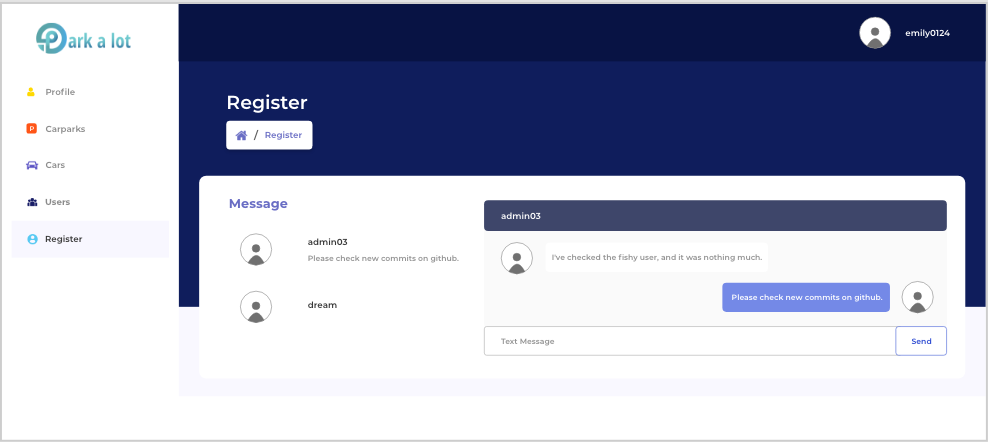 Park a lot
emily0124
Profile
Carparks
Cars
Users
Register
Register
/ Register
Message
admin03
Please check new commits on github.
dream
admin03
I've checked the fishy user, and it was nothing much.
Please check new commits on github.
Text Message
Send